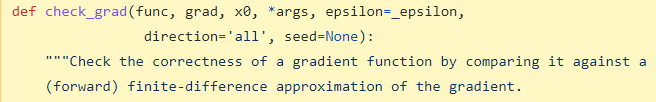 def check_grad(func, grad, x0, *args, epsilon=_epsilon,
direction='all', seed=None):
"""Check the correctness of a gradient function by comparing it against a
(forward) finite-difference approximation of the gradient.